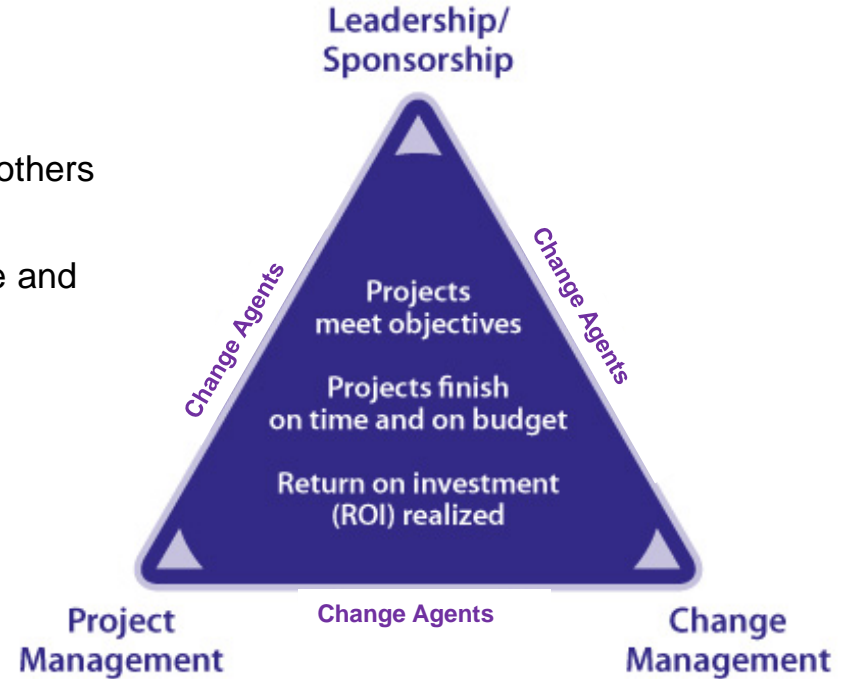 Leadership/
Sponsorship
others
e and
Change Agents
Change Agents
Projects
meet objectives
Projects finish
on time and on budget
Return on investment
(ROI) realized
Change Agents
Project
Management
Change
Management